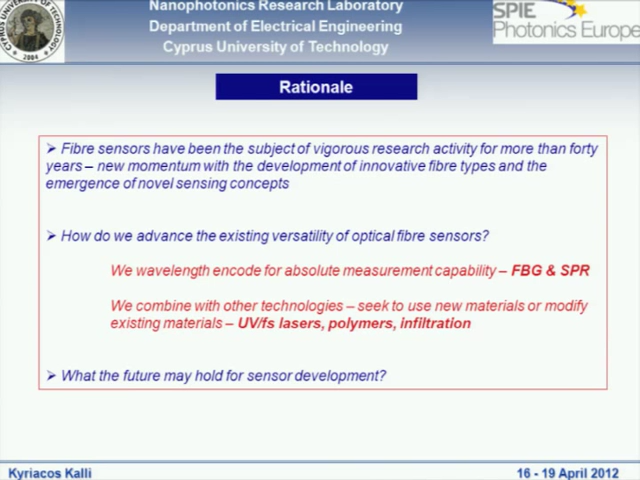 Nanophotonics Research Laboratory
Department of Electrical Engineering
Cyprus University of Technology
SPIE
Photonics Europe
2004
Rationale
➢ Fibre sensors have been the subject of vigorous research activity for more than forty
years – new momentum with the development of innovative fibre types and the
emergence of novel sensing concepts
➢ How do we advance the existing versatility of optical fibre sensors?
We wavelength encode for absolute measurement capability – FBG & SPR
We combine with other technologies – seek to use new materials or modify
existing materials – UV/fs lasers, polymers, infiltration
➢ What the future may hold for sensor development?
Kyriacos Kalli
16 - 19 April 2012